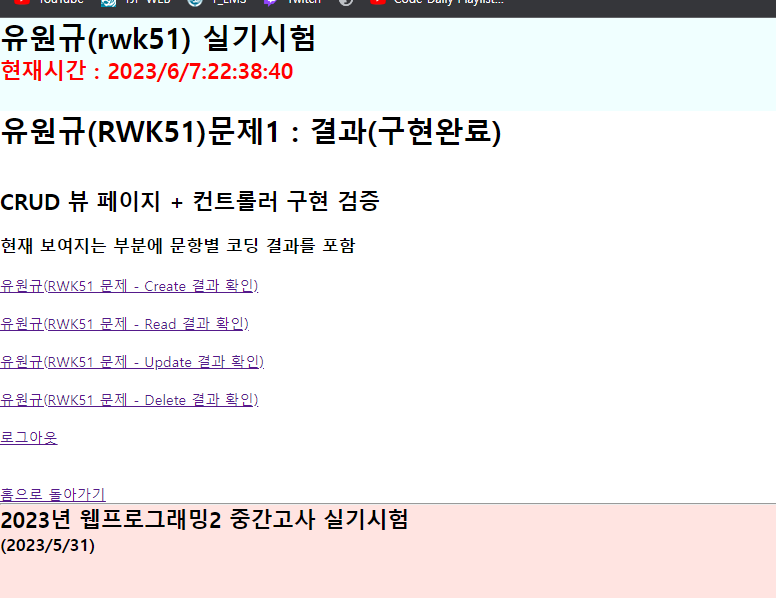 YouTube
Twitch
Code Daily Playlist...
유원규(rwk51) 실기시험
현재시간 : 2023/6/7:22:38:40
유원규(RWK51)문제1 : 결과(구현완료)
CRUD 뷰 페이지 + 컨트롤러 구현 검증
현재 보여지는 부분에 문항별 코딩 결과를 포함
유원규(RWK51 문제 - Create 결과 확인)
유원규(RWK51 문제 - Read 결과 확인)
유원규(RWK51 문제 - Update 결과 확인)
유원규(RWK51 문제 - Delete 결과 확인)
로그아웃
홈으로 돌아가기
2023년 웹프로그래밍2 중간고사 실기시험
(2023/5/31)